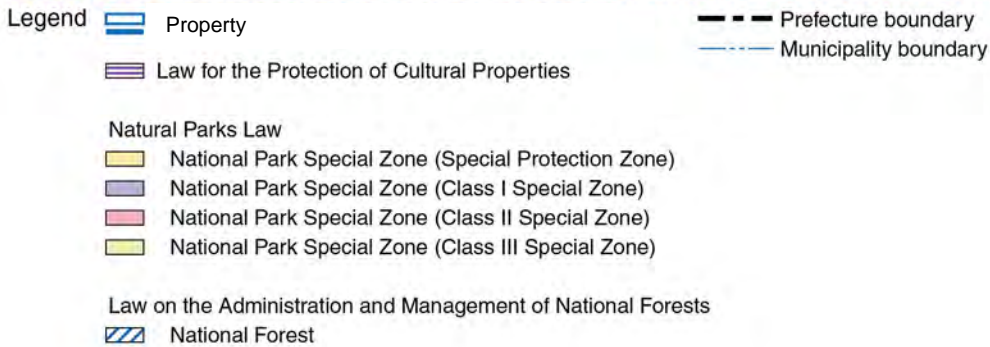 Legend
Property
Law for the Protection of Cultural Properties
Natural Parks Law
National Park Special Zone (Special Protection Zone)
National Park Special Zone (Class I Special Zone)
National Park Special Zone (Class II Special Zone)
National Park Special Zone (Class III Special Zone)
Law on the Administration and Management of National Forests
National Forest
Prefecture boundary
Municipality boundary